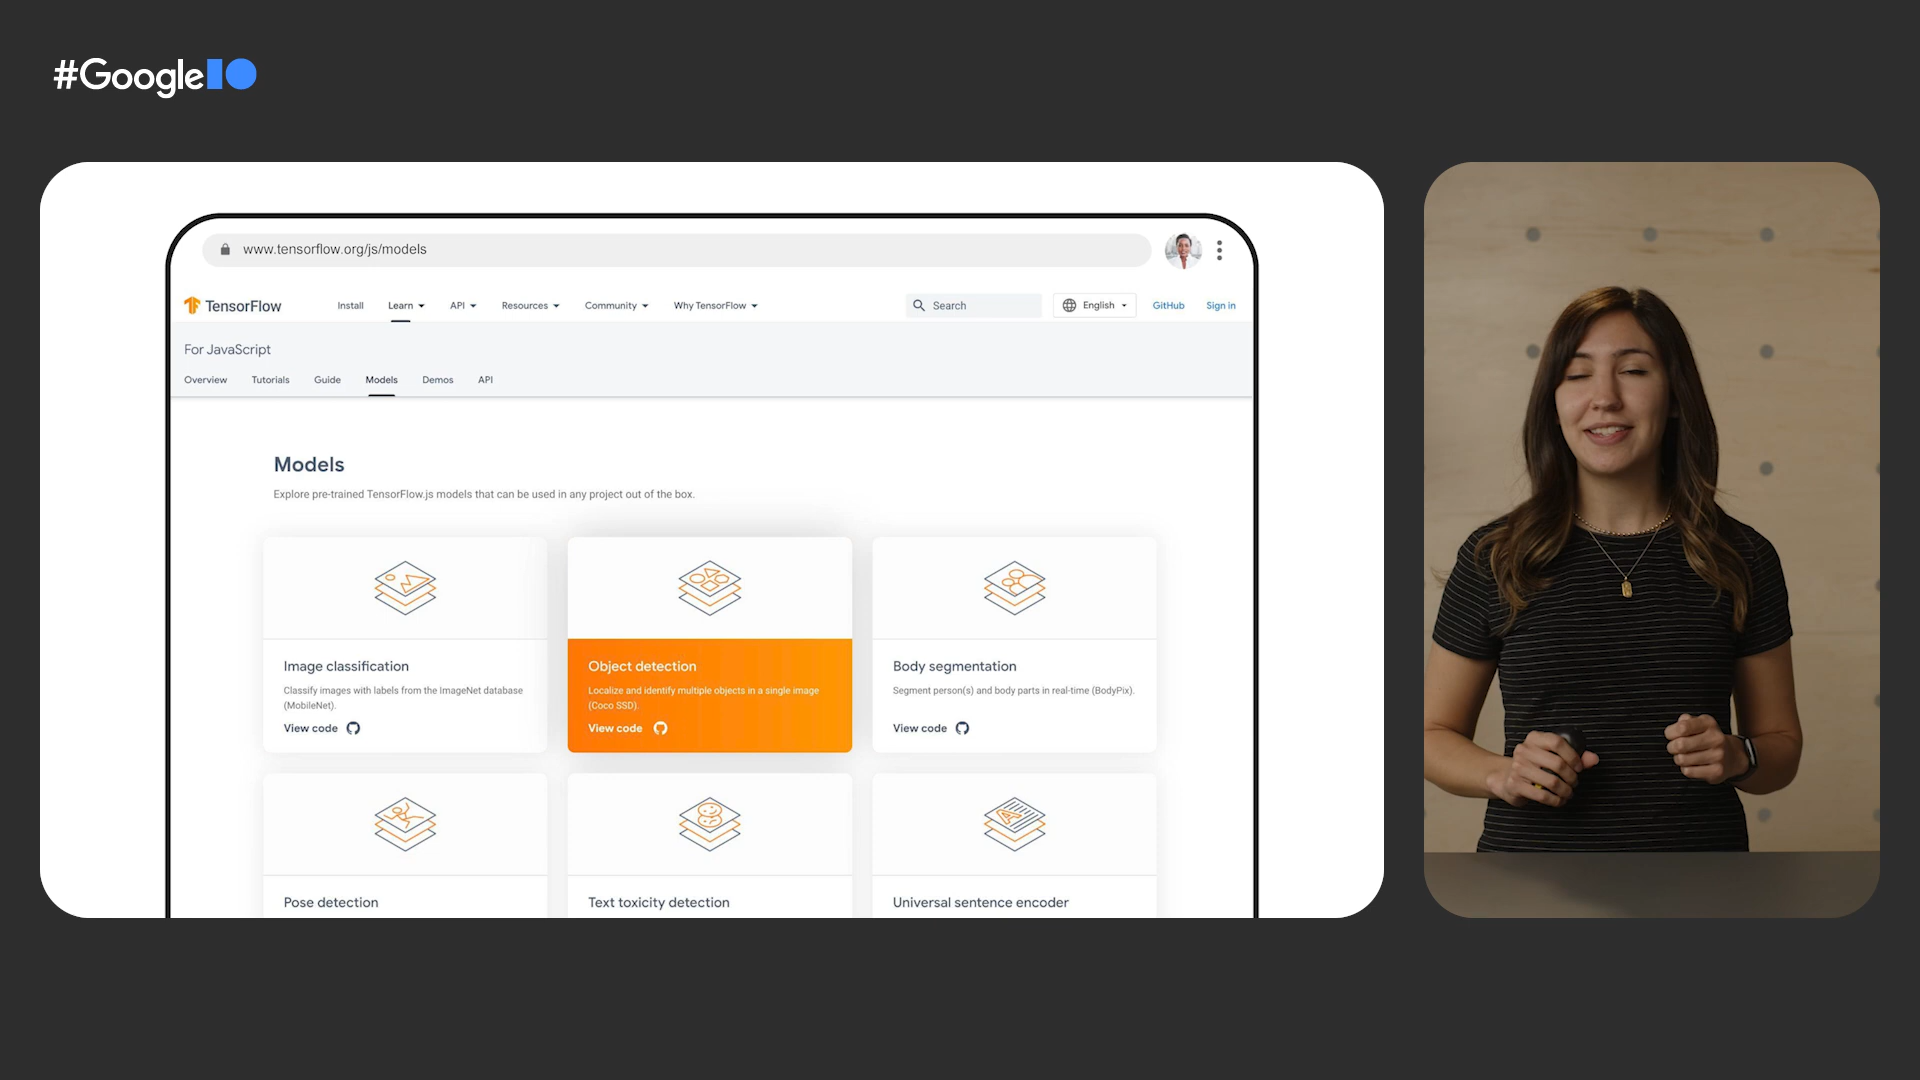 #GoogleIO
www.tensorflow.org/js/models
TensorFlow Install Learn API Resources Community Why TensorFlow Search English GitHub Sign in
For JavaScript
Overview Tutorials Guide Models Demos API
Models
Explore pre-trained TensorFlow.js models that can be used in any project out of the box.
Image classification
Classify images with labels from the ImageNet database
(MobileNet).
View code
Object detection
Localize and identify multiple objects in a single image
(Coco SSD).
View code
Body segmentation
Segment person(s) and body parts in real-time (BodyPix).
View code
Pose detection
Text toxicity detection
Universal sentence encoder